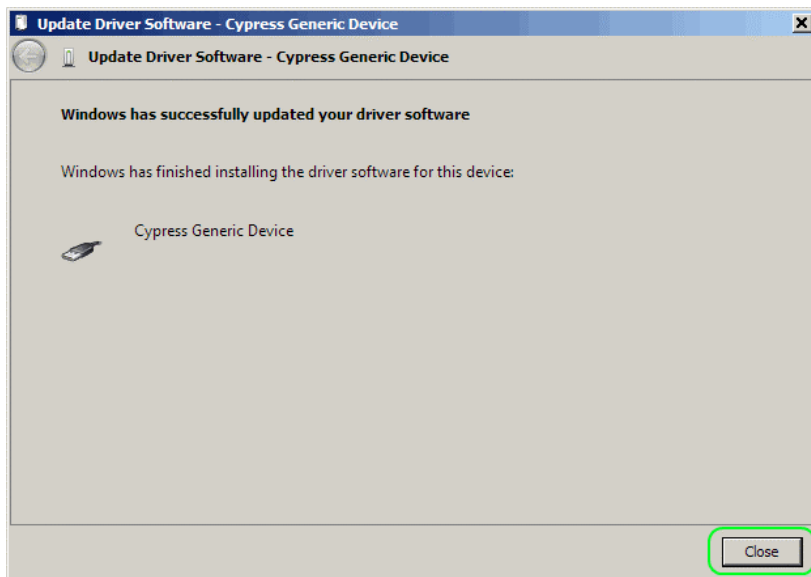 Update Driver Software - Cypress Generic Device
Update Driver Software - Cypress Generic Device
Windows has successfully updated your driver software
Windows has finished installing the driver software for this device:
Cypress Generic Device
Close